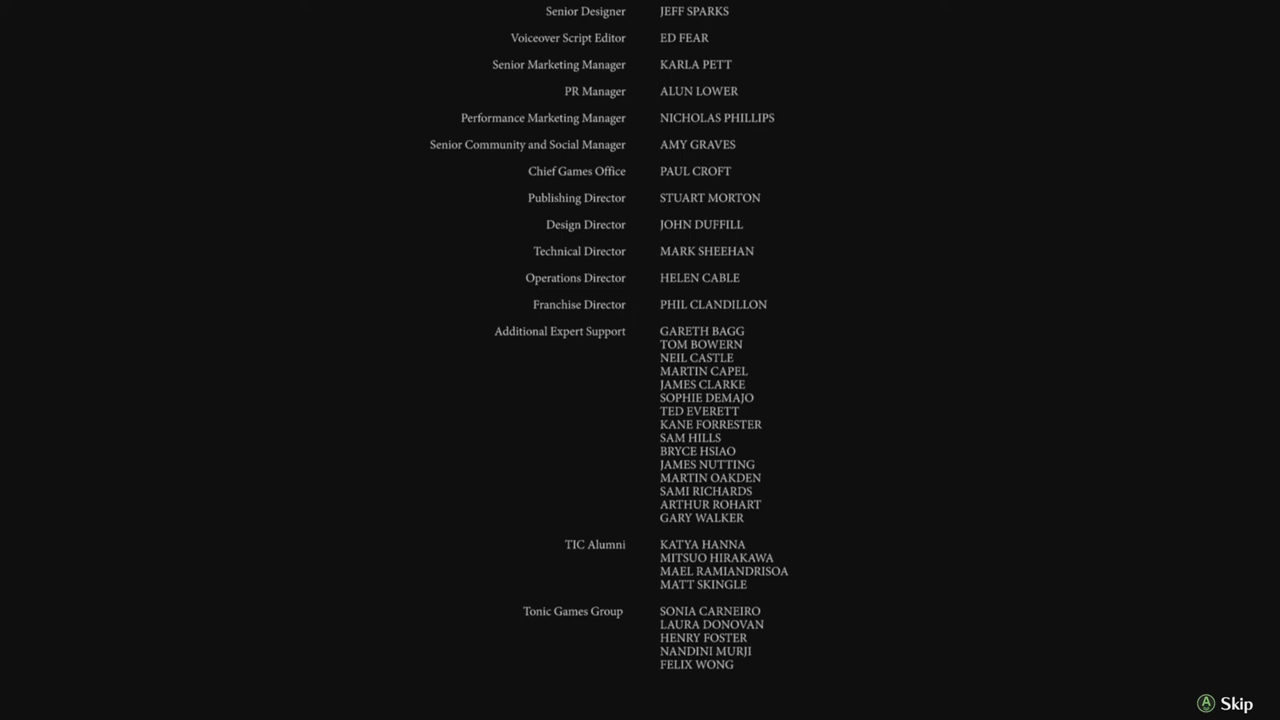 Senior Designer JEFF SPARKS
Voiceover Script Editor ED FEAR
Senior Marketing Manager KARLA PETT
PR Manager ALUN LOWER
Performance Marketing Manager NICHOLAS PHILLIPS
Senior Community and Social Manager AMY GRAVES
Chief Games Office PAUL CROFT
Publishing Director STUART MORTON
Design Director JOHN DUFFILL
Technical Director MARK SHEEHAN
Operations Director HELEN CABLE
Franchise Director PHIL CLANDILLON
Additional Expert Support GARETH BAGG
TOM BOWERN
NEIL CASTLE
MARTIN CAPEL
JAMES CLARKE
SOPHIE DEMAJO
TED EVERETT
KANE FORRESTER
SAM HILLS
BRYCE HSIAO
JAMES NUTTING
MARTIN OAKDEN
SAMI RICHARDS
ARTHUR ROHART
GARY WALKER
TIC Alumni KATYA HANNA
MITSUO HIRAKAWA
MAEL RAMIANDRISOA
MATT SKINGLE
Tonic Games Group SONIA CARNEIRO
LAURA DONOVAN
HENRY FOSTER
NANDINI MURJI
FELIX WONG
A Skip